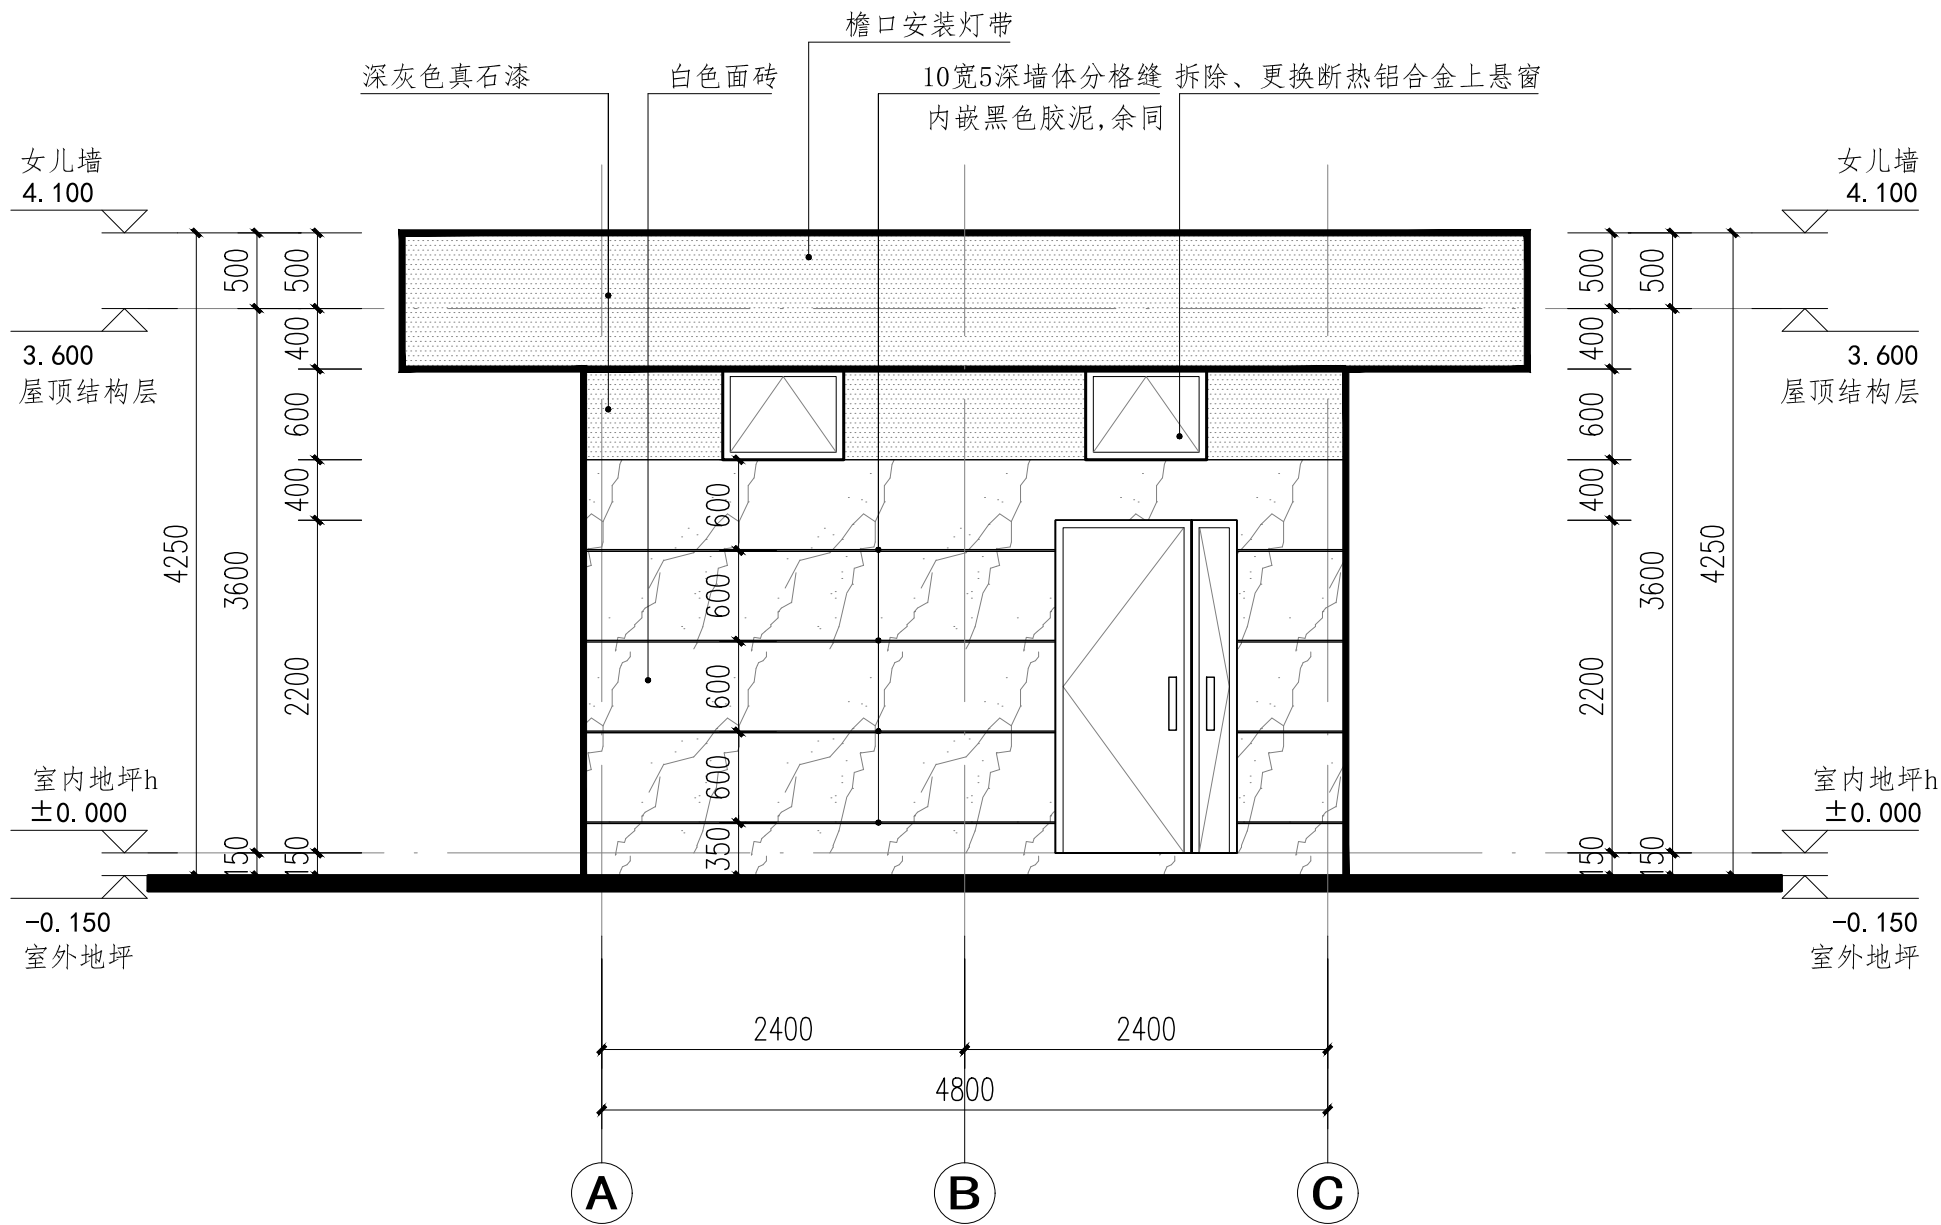 檐口安装灯带
深灰色真石漆
白色面砖
10宽5深墙体分格缝
内嵌黑色胶泥,余同
拆除、更换断热铝合金上悬窗
女儿墙
4.100
3.600
屋顶结构层
室内地坪h
±0.000
-0.150
室外地坪
4250
500
3600
150
500
400
600
400
2200
150
600
600
600
600
350
500
400
600
400
2200
150
500
3600
150
4250
女儿墙
4.100
3.600
屋顶结构层
室内地坪h
±0.000
-0.150
室外地坪
2400
2400
4800
A
B
C